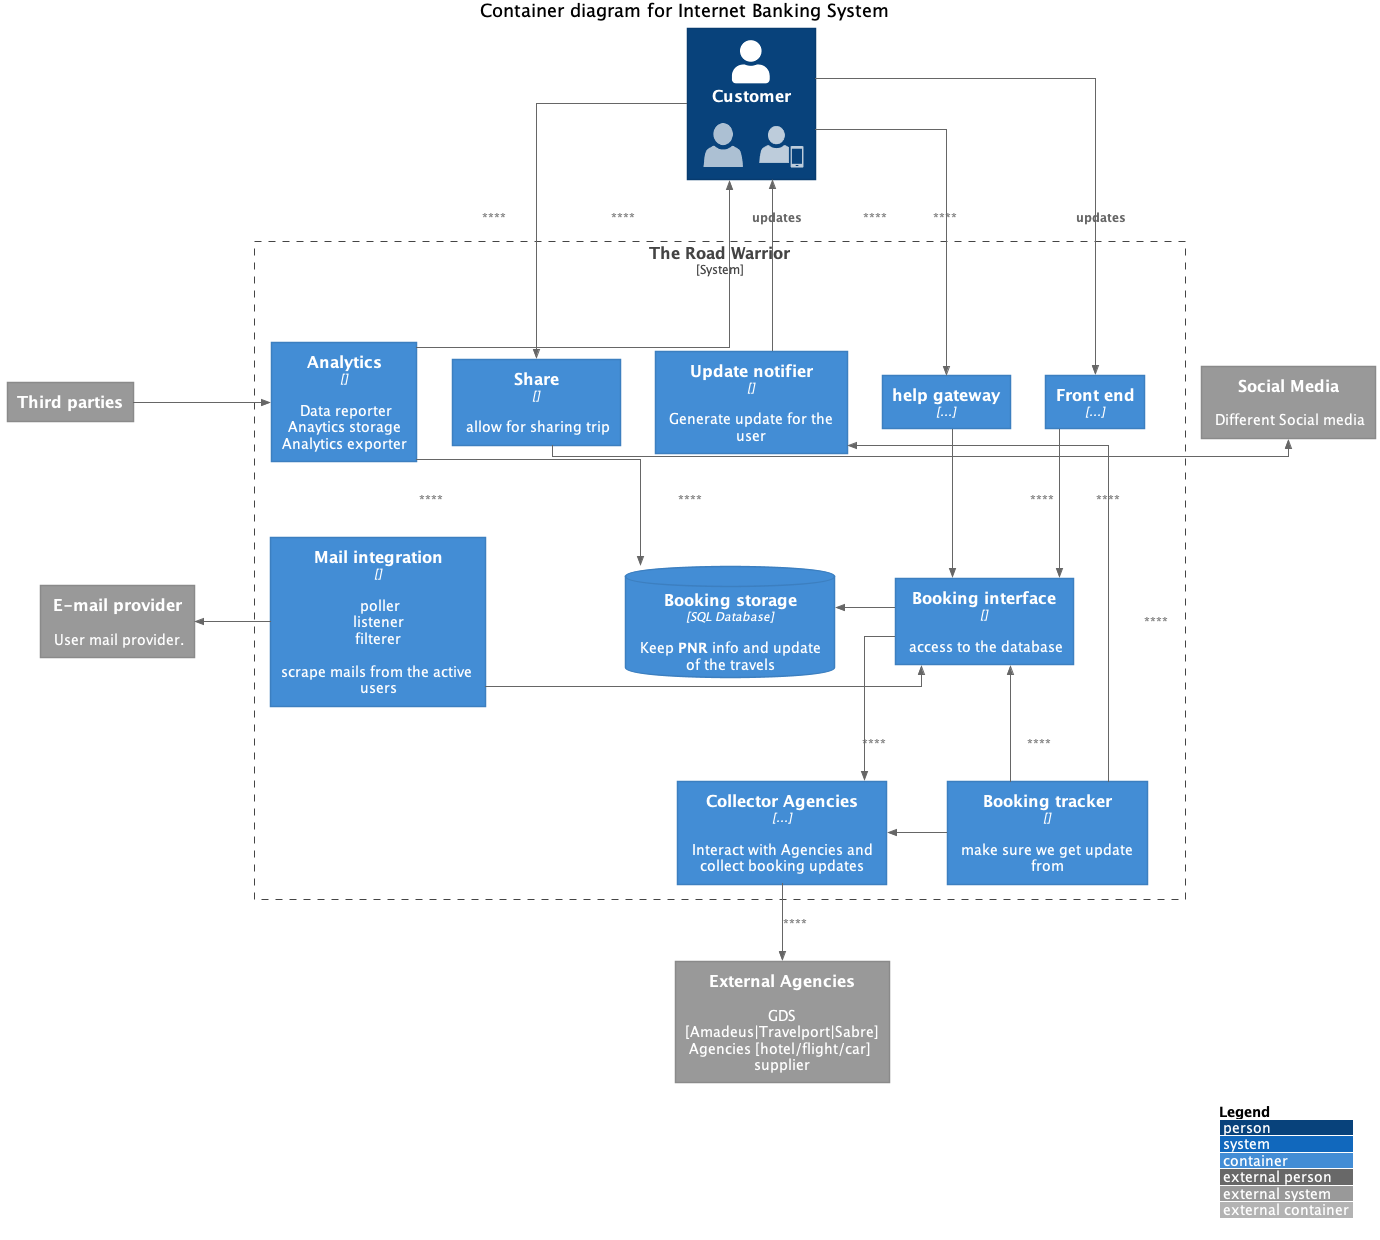 Container diagram for Internet Banking System
Customer
****
****
updates
****
****
updates
The Road Warrior
[System]
Analytics
[]
Data reporter
Anaytics storage
Analytics exporter
Share
[]
allow for sharing trip
Update notifier
[]
Generate update for the
user
help gateway
[...]
Front end
[...]
Third parties
Social Media
Different Social media
****
****
****
****
Mail integration
[]
poller
listener
filterer
scrape mails from the active
users
E-mail provider
User mail provider.
Booking storage
[SQL Database]
Keep PNR info and update
of the travels
Booking interface
[]
access to the database
****
****
****
Collector Agencies
[...]
Interact with Agencies and
collect booking updates
Booking tracker
[]
make sure we get update
from
****
External Agencies
GDS
[Amadeus|Travelport|Sabre]
Agencies [hotel/flight/car]
supplier
Legend
person
system
container
external person
external system
external container